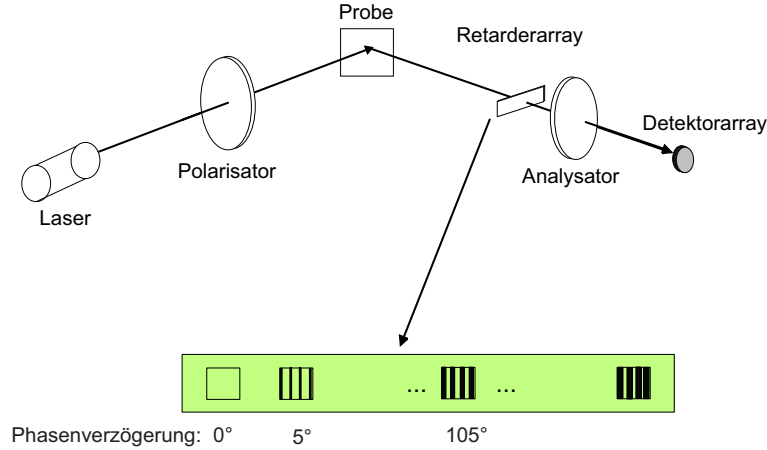 Probe
Retarderarray
Detektorarray
Polarisator
Analysator
Laser
... ...
Phasenverzögerung: 0° 5° 105°